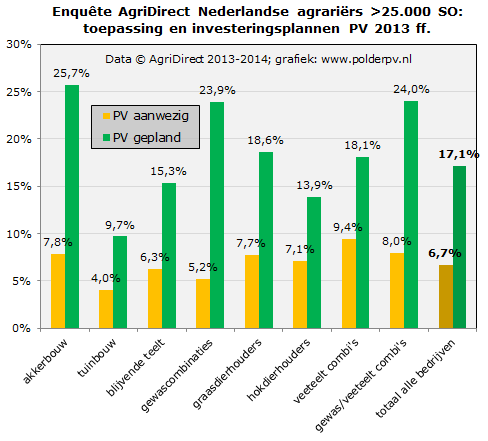 Enquête AgriDirect Nederlandse agrariërs >25.000 SO:
toepassing en investeringsplannen PV 2013 ff.
Data © AgriDirect 2013-2014; grafiek: www.polderpv.nl
PV aanwezig
PV gepland
30%
25%
20%
15%
10%
5%
0%
7,8%
25,7%
4,0%
9,7%
6,3%
15,3%
5,2%
23,9%
7,7%
18,6%
7,1%
13,9%
9,4%
18,1%
8,0%
24,0%
6,7%
17,1%
akkerbouw
tuinbouw
blijvende teelt
gewascombinaties
graasdierhouders
hokdierhouders
veeteelt combi's
gewas/veeteelt combi's
totaal alle bedrijven